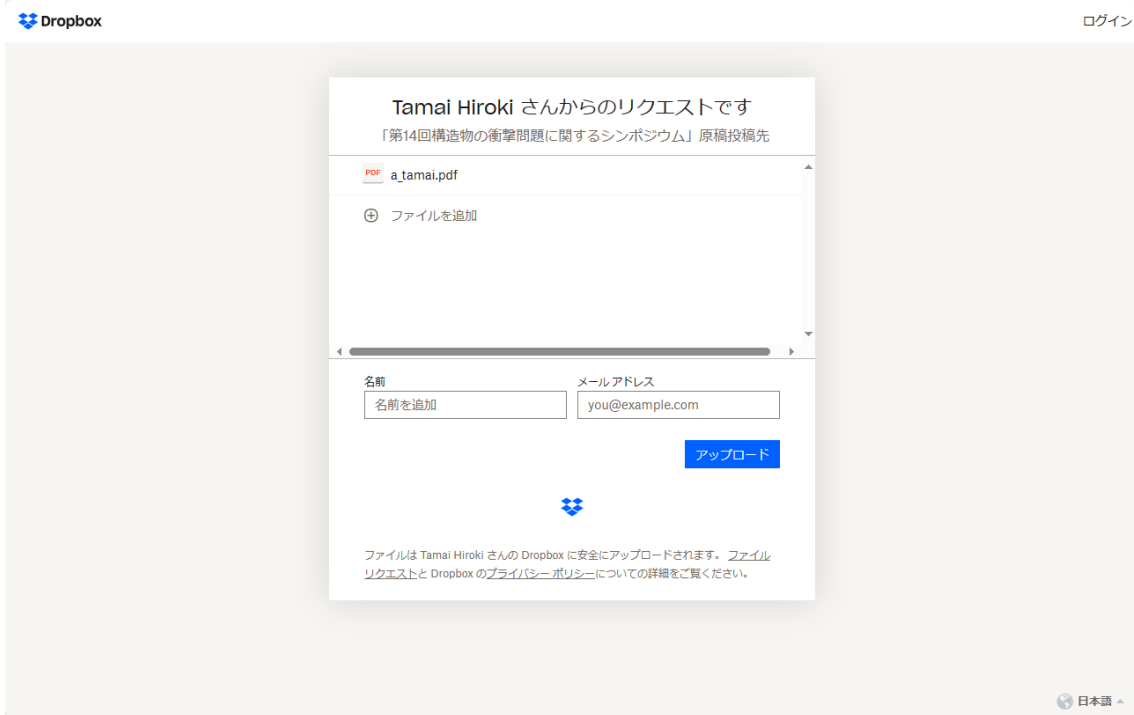 Dropbox
ログイン
Tamai Hiroki さんからのリクエストです
「第14回構造物の衝撃問題に関するシンポジウム」原稿投稿先
PDF a_tamai.pdf
ファイルを追加
名前
メール アドレス
名前を追加
you@example.com
アップロード
ファイルは Tamai Hiroki さんの Dropbox に安全にアップロードされます。 ファイル
リクエストと Dropbox のプライバシー ポリシーについての詳細をご覧ください。
日本語